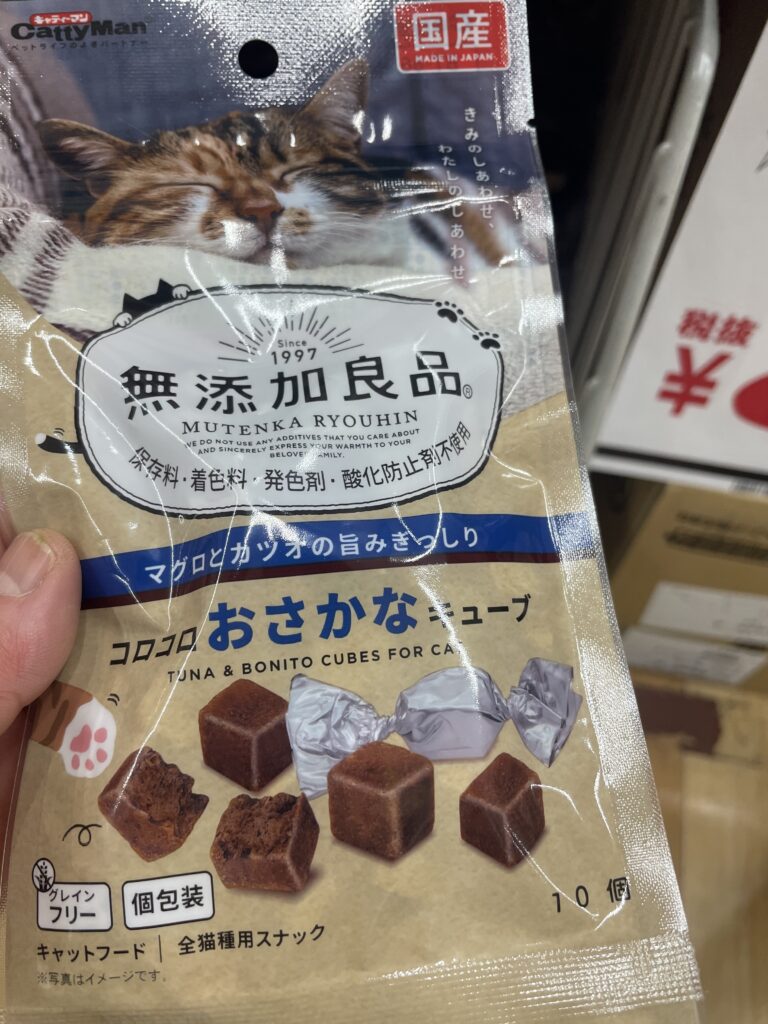 キャティーマン
CattyMan
ペットライフのよきパートナー
国産
MADE IN JAPAN
きみのしあわせ、
わたしのしあわせ
Since
1997
無添加良品®
MUTENKA RYOUHIN
WE DO NOT USE ANY ADDITIVES THAT YOU CARE ABOUT
AND SINCERELY EXPRESS YOUR WARMTH TO YOUR
BELOVED FAMILY.
保存料・着色料・発色剤・酸化防止剤不使用
マグロとカツオの旨みぎっしり
コロコロ おさかな キューブ
TUNA & BONITO CUBES FOR CA
グレイン
フリー
個包装
10個
キャットフード | 全猫種用スナック
※写真はイメージです。
税抜
¥